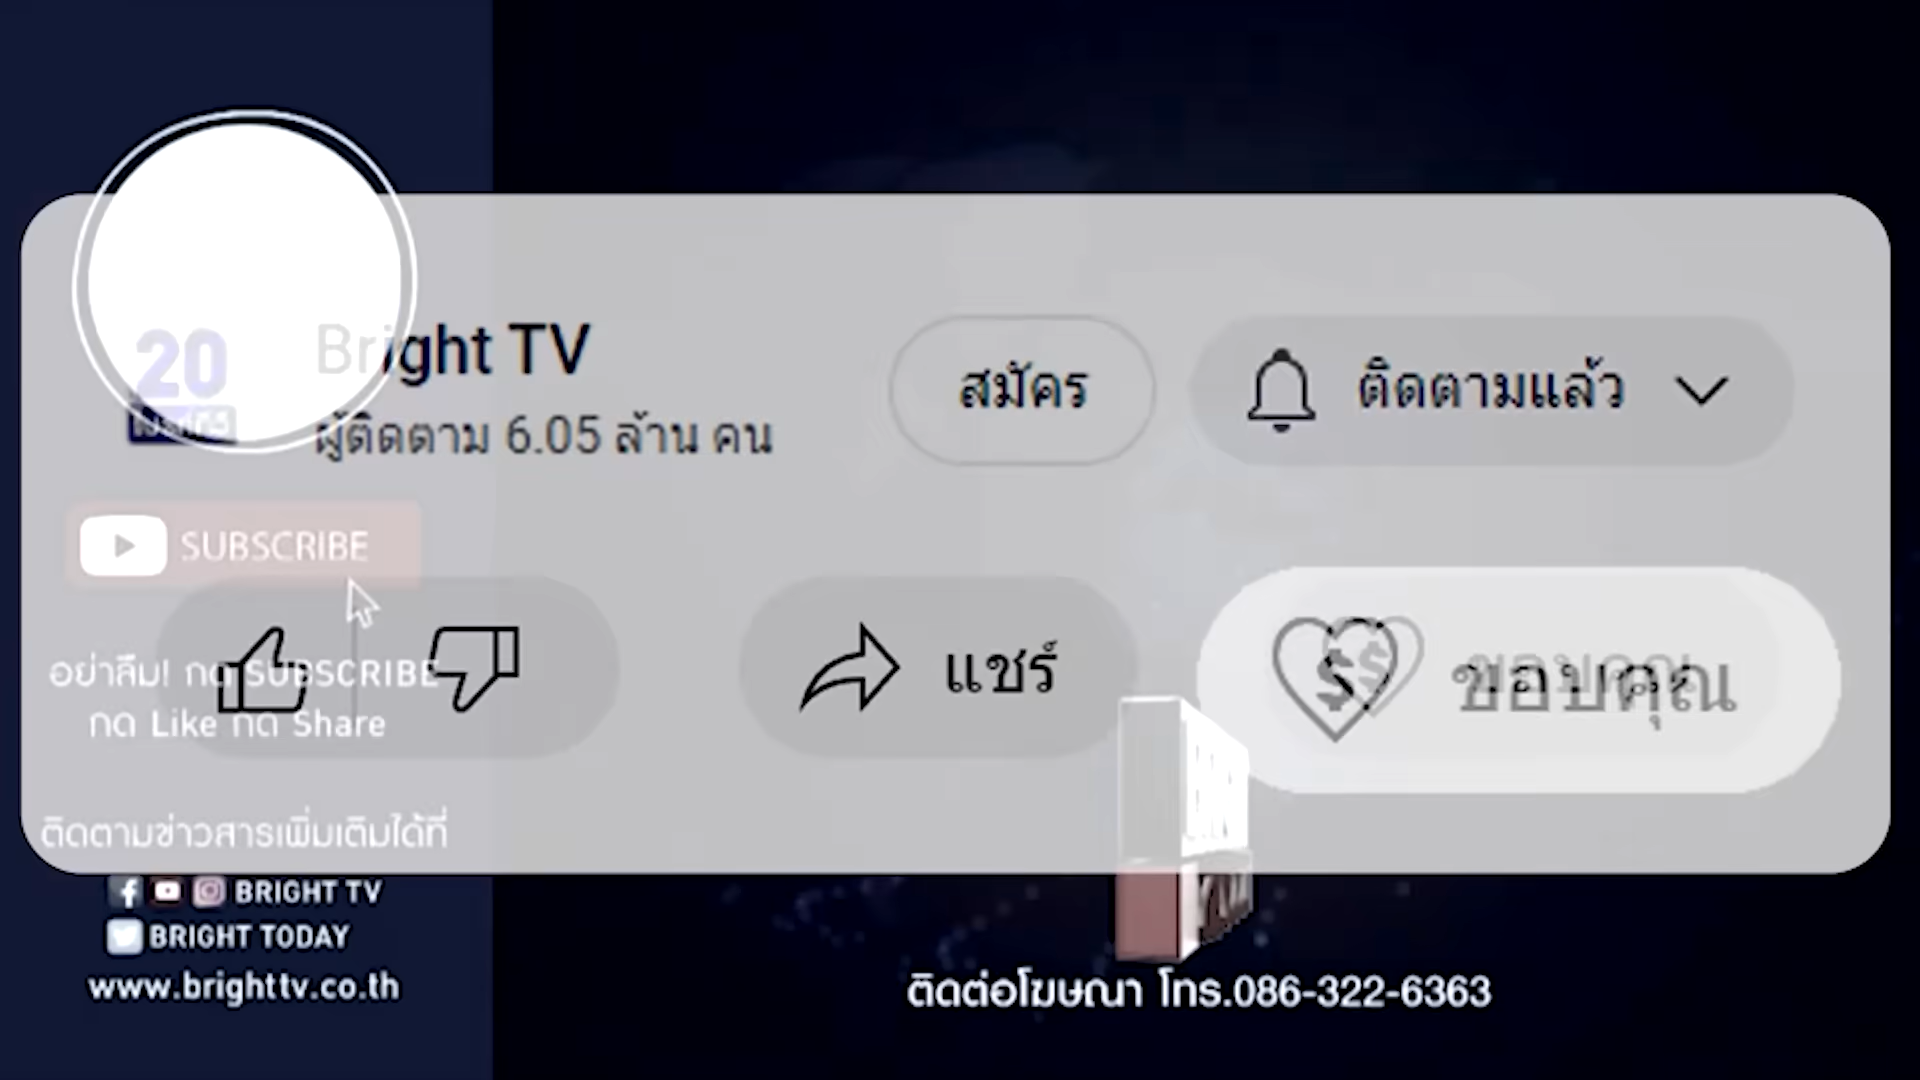 20
Bright TV
ผู้ติดตาม 6.05 ล้าน คน
สมัคร
ติดตามแล้ว
SUBSCRIBE
แชร์
ขอบคุณ
อย่าลืม! กด SUBSCRIBE
กด Like กด Share
ติดตามข่าวสารเพิ่มเติมได้ที่
BRIGHT TV
BRIGHT TODAY
www.brighttv.co.th
ติดต่อโฆษณา โทร.086-322-6363